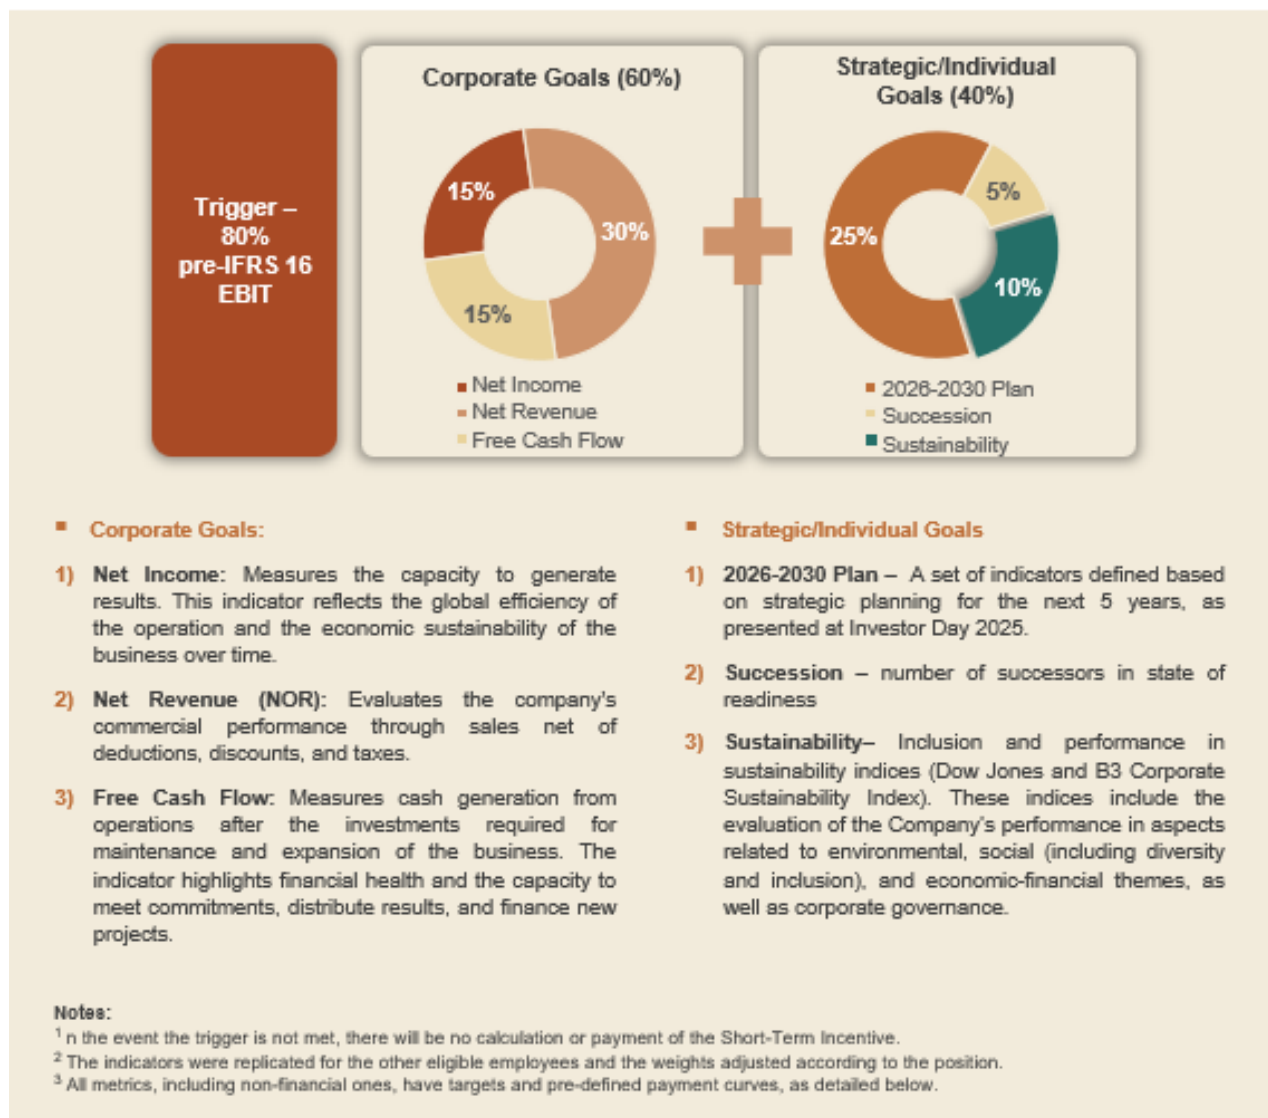 Trigger –
80%
pre-IFRS 16
EBIT
Corporate Goals (60%)
15%
30%
15%
Net Income
Net Revenue
Free Cash Flow
Strategic/Individual
Goals (40%)
5%
25%
10%
2026-2030 Plan
Succession
Sustainability
Corporate Goals:
1) Net Income: Measures the capacity to generate
results. This indicator reflects the global efficiency of
the operation and the economic sustainability of the
business over time.
2) Net Revenue (NOR): Evaluates the company's
commercial performance through sales net of
deductions, discounts, and taxes.
3) Free Cash Flow: Measures cash generation from
operations after the investments required for
maintenance and expansion of the business. The
indicator highlights financial health and the capacity to
meet commitments, distribute results, and finance new
projects.
Strategic/Individual Goals
1) 2026-2030 Plan – A set of indicators defined based
on strategic planning for the next 5 years, as
presented at Investor Day 2025.
2) Succession – number of successors in state of
readiness
3) Sustainability– Inclusion and performance in
sustainability indices (Dow Jones and B3 Corporate
Sustainability Index). These indices include the
evaluation of the Company's performance in aspects
related to environmental, social (including diversity
and inclusion), and economic-financial themes, as
well as corporate governance.
Notes:
1 n the event the trigger is not met, there will be no calculation or payment of the Short-Term Incentive.
2 The indicators were replicated for the other eligible employees and the weights adjusted according to the position.
3 All metrics, including non-financial ones, have targets and pre-defined payment curves, as detailed below.